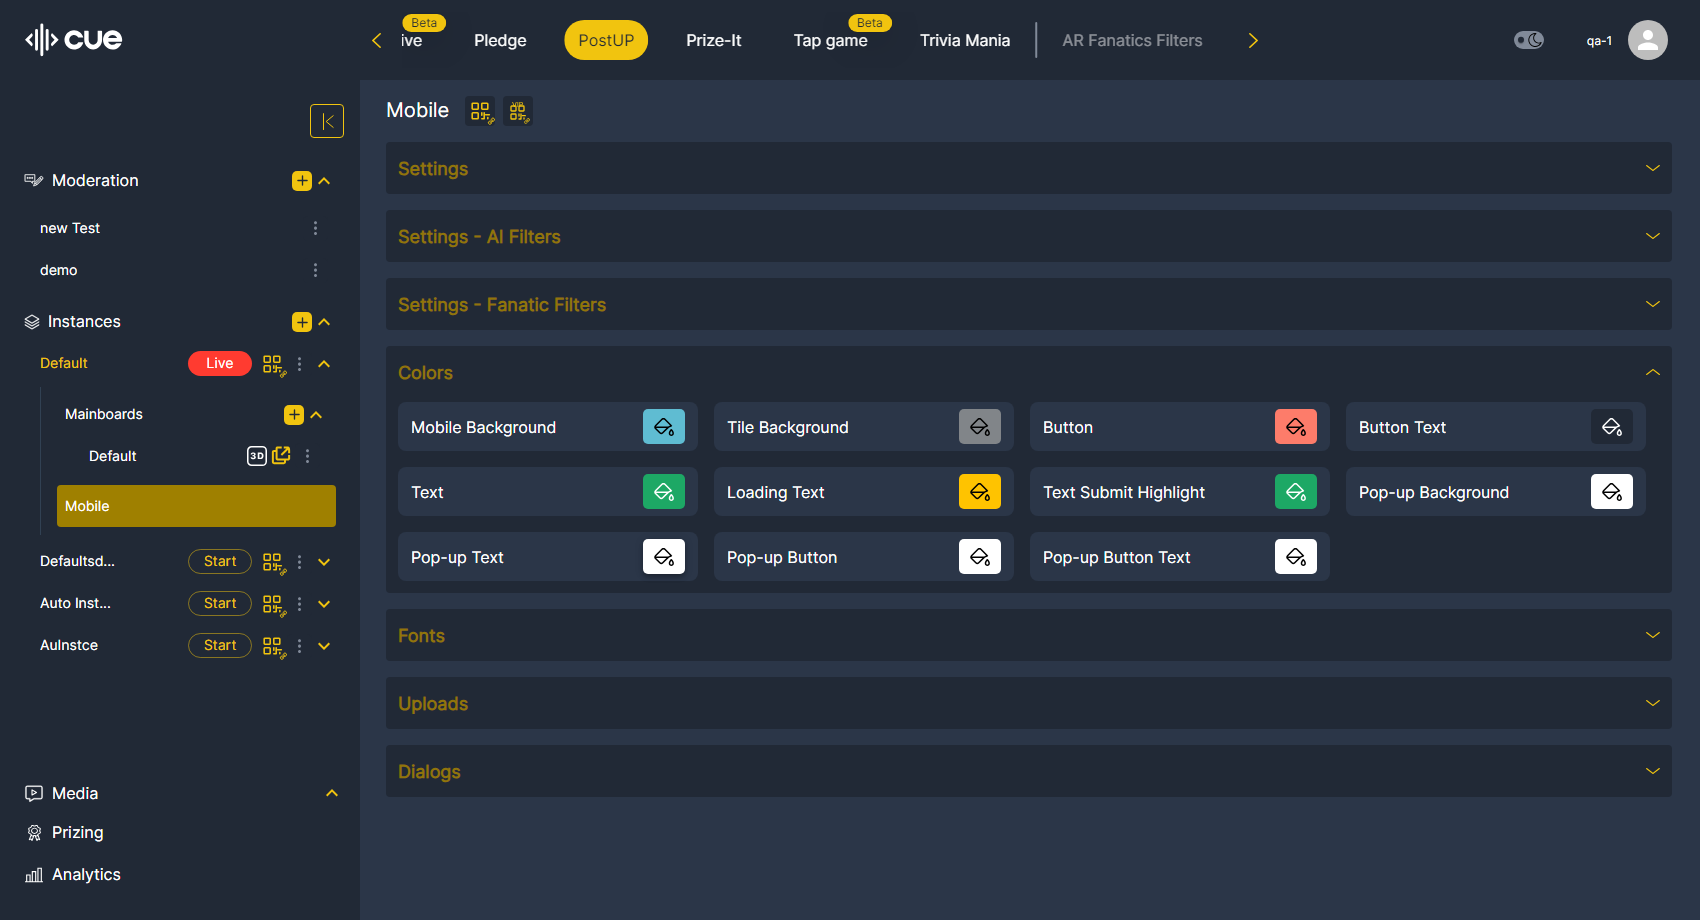 cue
Beta
ive
Pledge
PostUP
Prize-It
Beta
Tap game
Trivia Mania
AR Fanatics Filters
qa-1
Moderation
new Test
demo
Instances
Default
Live
Mainboards
Default
3D
Mobile
Defaultsd...
Start
Auto Inst...
Start
AuInstce
Start
Media
Prizing
Analytics
Mobile
Settings
Settings - AI Filters
Settings - Fanatic Filters
Colors
Mobile Background
Tile Background
Button
Button Text
Text
Loading Text
Text Submit Highlight
Pop-up Background
Pop-up Text
Pop-up Button
Pop-up Button Text
Fonts
Uploads
Dialogs